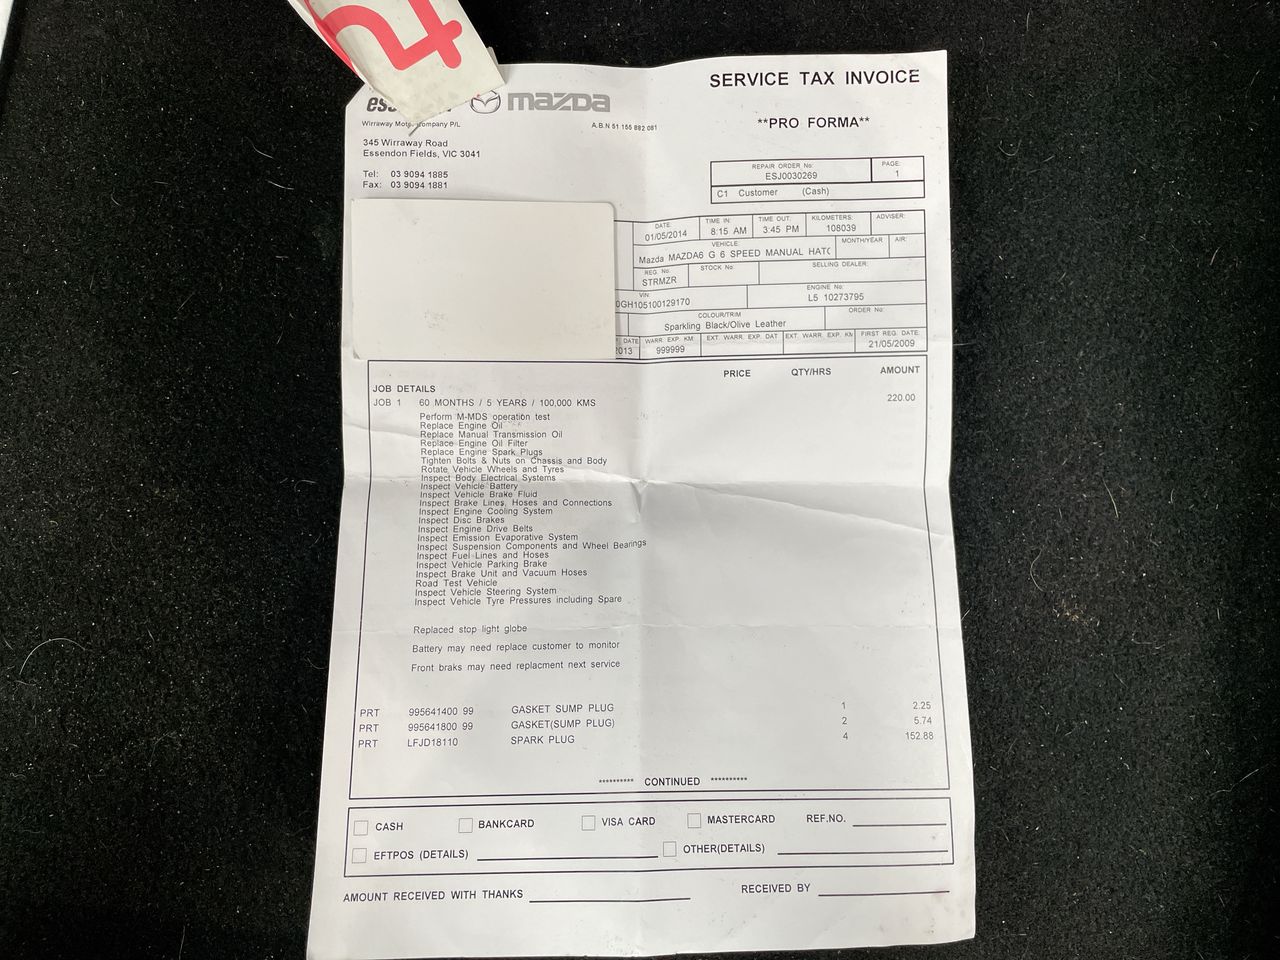 SERVICE TAX INVOICE
mazda
Wirraway Motor Company P/L
A.B.N 51 155 882 081
**PRO FORMA**
345 Wirraway Road
Essendon Fields, VIC 3041
Tel: 03 9094 1885
Fax: 03 9094 1881
REPAIR ORDER No:
ESJ0030269
PAGE:
1
C1 Customer (Cash)
DATE
01/05/2014
TIME IN:
8:15 AM
TIME OUT:
3:45 PM
KILOMETERS:
108039
ADVISER:
VEHICLE:
Mazda MAZDA6 G 6 SPEED MANUAL HATC
MONTH/YEAR
AIR:
REG. No.
STRMZR
STOCK No:
SELLING DEALER:
VIN
0GH105100129170
ENGINE No:
L5 10273795
COLOUR/TRIM
Sparkling Black/Olive Leather
ORDER No:
DATE
2013
WARR. EXP. KM
999999
EXT. WARR. EXP. DAT
EXT. WARR. EXP. KM
FIRST REG. DATE:
21/05/2009
PRICE QTY/HRS AMOUNT
JOB DETAILS
JOB 1 60 MONTHS / 5 YEARS / 100,000 KMS 220.00
Perform M-MDS operation test
Replace Engine Oil
Replace Manual Transmission Oil
Replace Engine Oil Filter
Replace Engine Spark Plugs
Tighten Bolts & Nuts on Chassis and Body
Rotate Vehicle Wheels and Tyres
Inspect Body Electrical Systems
Inspect Vehicle Battery
Inspect Vehicle Brake Fluid
Inspect Brake Lines, Hoses and Connections
Inspect Engine Cooling System
Inspect Disc Brakes
Inspect Engine Drive Belts
Inspect Emission Evaporative System
Inspect Suspension Components and Wheel Bearings
Inspect Fuel Lines and Hoses
Inspect Vehicle Parking Brake
Inspect Brake Unit and Vacuum Hoses
Road Test Vehicle
Inspect Vehicle Steering System
Inspect Vehicle Tyre Pressures including Spare
Replaced stop light globe
Battery may need replace customer to monitor
Front braks may need replacment next service
PRT 995641400 99 GASKET SUMP PLUG 1 2.25
PRT 995641800 99 GASKET(SUMP PLUG) 2 5.74
PRT LFJD18110 SPARK PLUG 4 152.88
********** CONTINUED **********
CASH BANKCARD VISA CARD MASTERCARD REF.NO.
EFTPOS (DETAILS) OTHER(DETAILS)
AMOUNT RECEIVED WITH THANKS RECEIVED BY